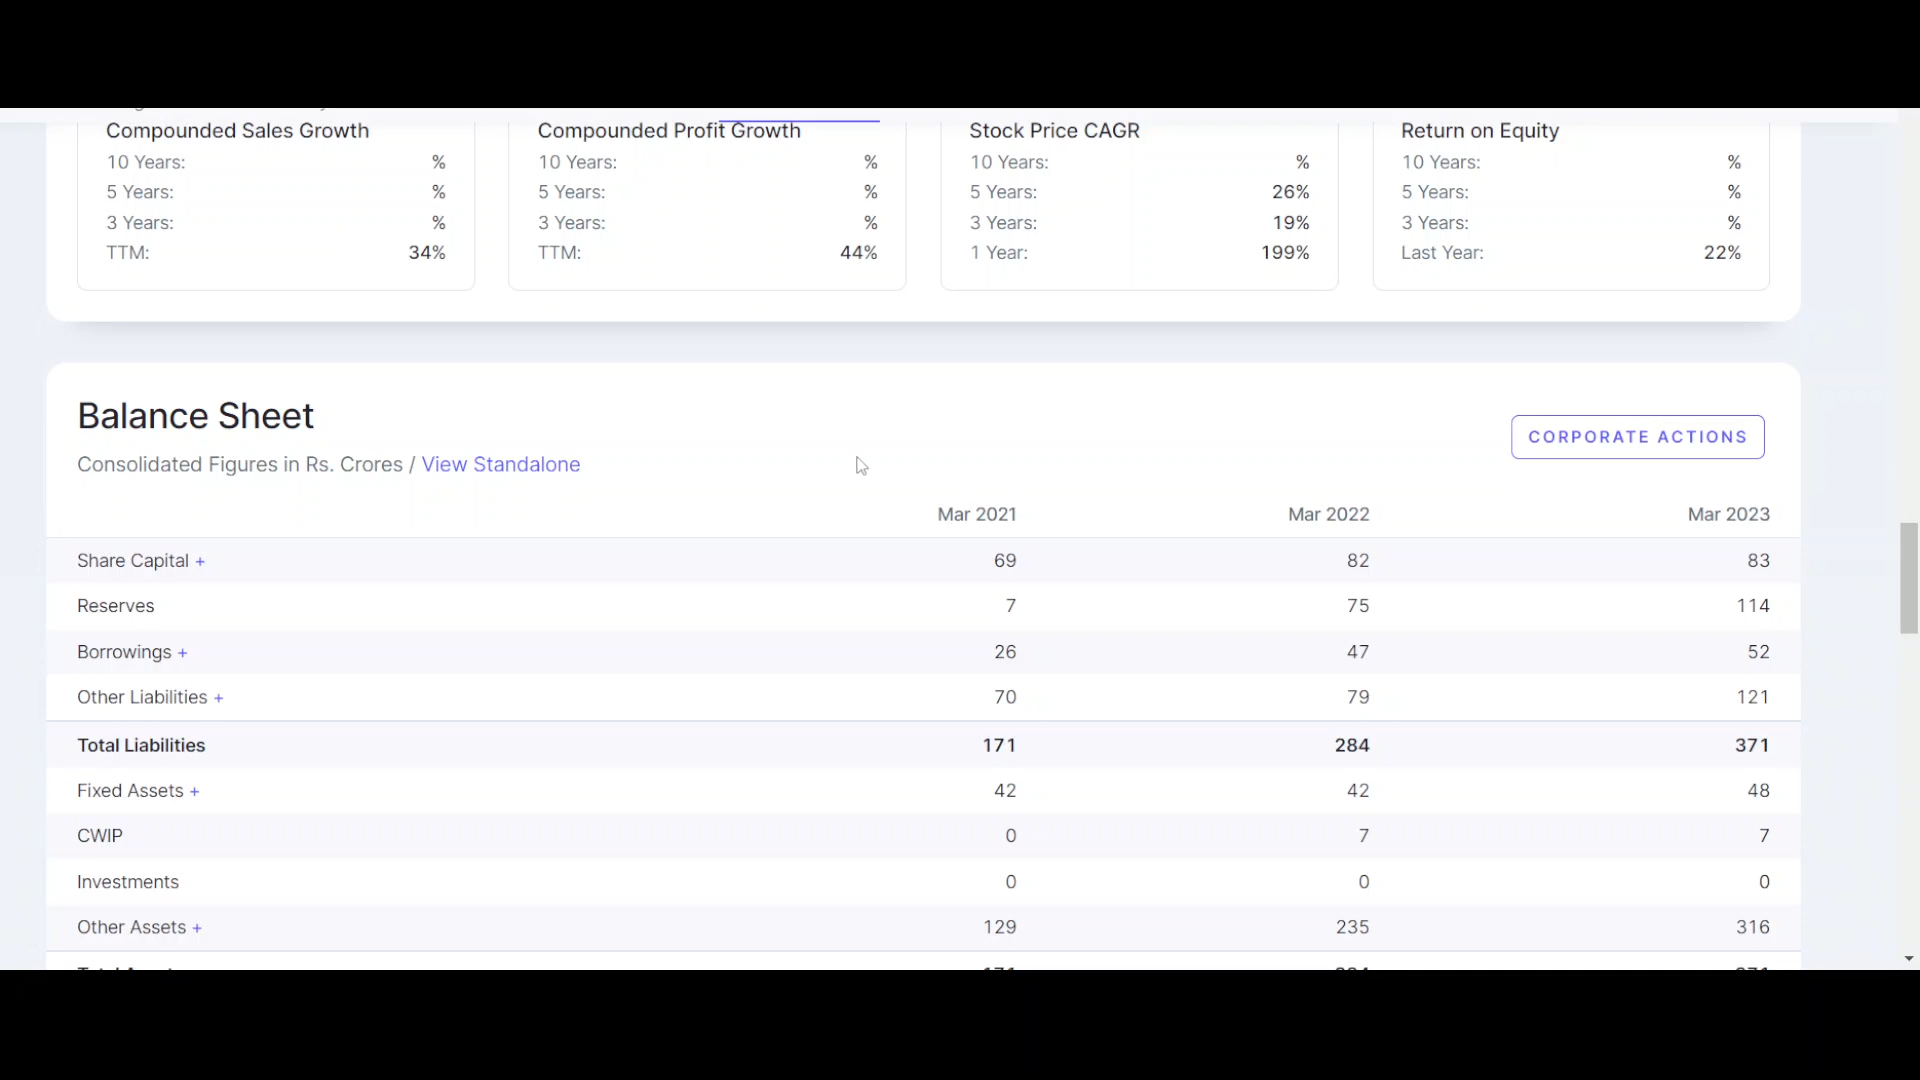 Compounded Sales Growth
10 Years: %
5 Years: %
3 Years: %
TTM: 34%
Compounded Profit Growth
10 Years: %
5 Years: %
3 Years: %
TTM: 44%
Stock Price CAGR
10 Years: %
5 Years: 26%
3 Years: 19%
1 Year: 199%
Return on Equity
10 Years: %
5 Years: %
3 Years: %
Last Year: 22%
Balance Sheet
CORPORATE ACTIONS
Consolidated Figures in Rs. Crores / View Standalone
Mar 2021 Mar 2022 Mar 2023
Share Capital + 69 82 83
Reserves 7 75 114
Borrowings + 26 47 52
Other Liabilities + 70 79 121
Total Liabilities 171 284 371
Fixed Assets + 42 42 48
CWIP 0 7 7
Investments 0 0 0
Other Assets + 129 235 316